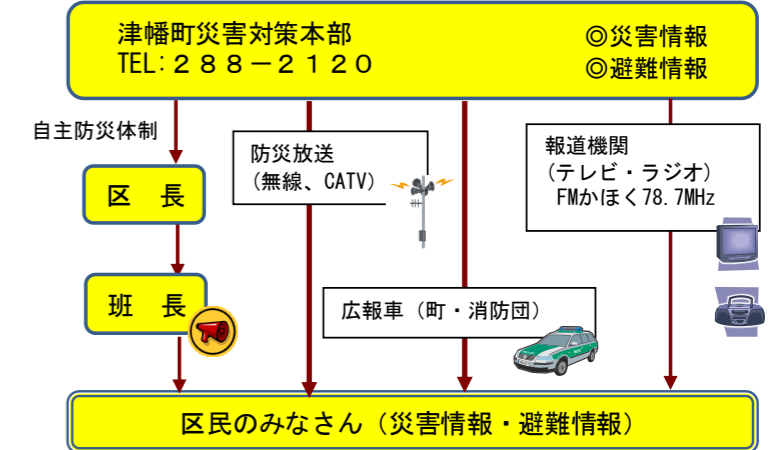 津幡町災害対策本部
TEL:２８８－２１２０
◎災害情報
◎避難情報
自主防災体制
区　長
班　長
防災放送
(無線、CATV)
広報車（町・消防団）
報道機関
(テレビ・ラジオ)
FMかほく78.7MHz
区民のみなさん（災害情報・避難情報）